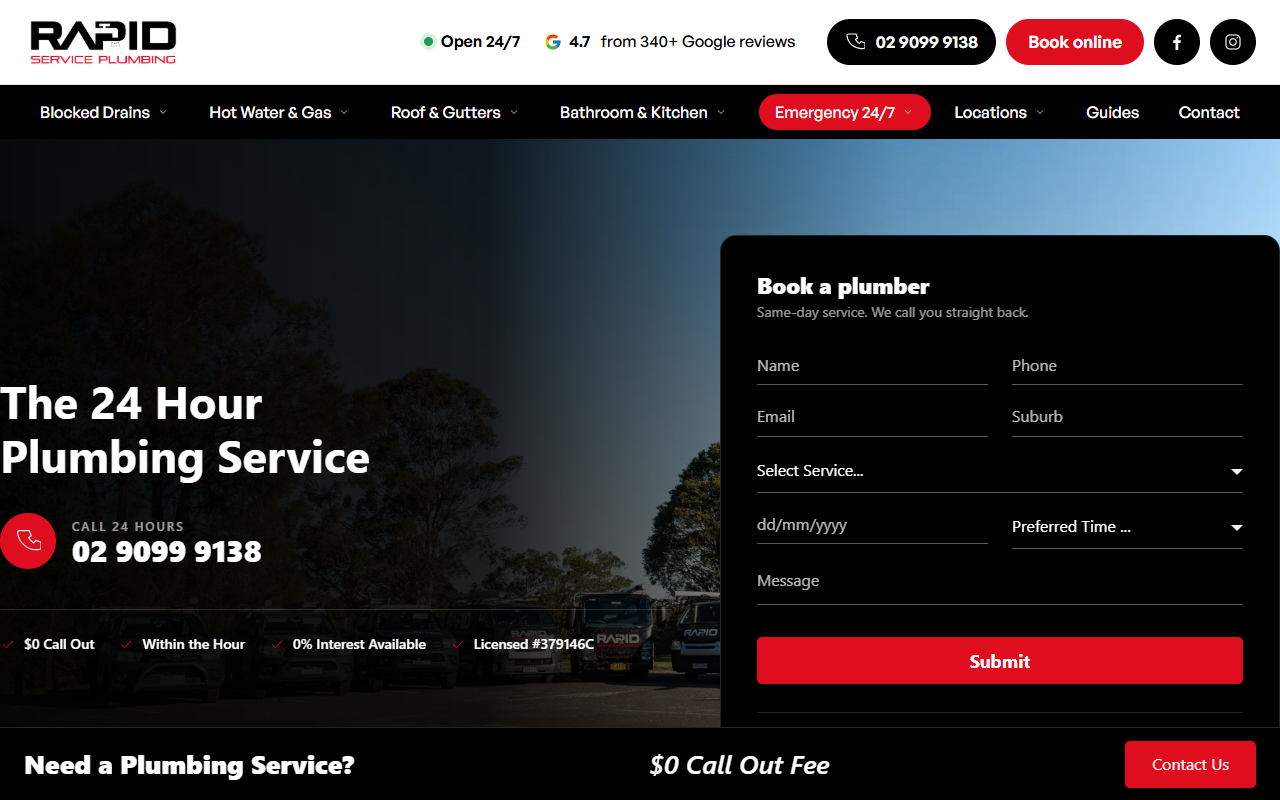 RAPID
SERVICE PLUMBING
Open 24/7
4.7 from 340+ Google reviews
02 9099 9138
Book online
Blocked Drains
Hot Water & Gas
Roof & Gutters
Bathroom & Kitchen
Emergency 24/7
Locations
Guides
Contact
The 24 Hour
Plumbing Service
CALL 24 HOURS
02 9099 9138
$0 Call Out
Within the Hour
0% Interest Available
Licensed #379146C
RAPID
RAPID
RAPID
Book a plumber
Same-day service. We call you straight back.
Name
Phone
Email
Suburb
Select Service...
dd/mm/yyyy
Preferred Time ...
Message
Submit
Need a Plumbing Service?
$0 Call Out Fee
Contact Us